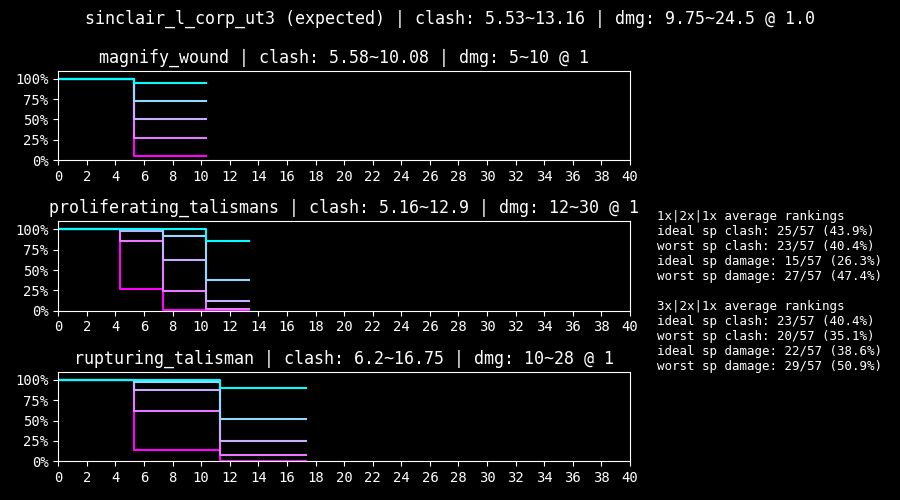 sinclair_l_corp_ut3 (expected) | clash: 5.53~13.16 | dmg: 9.75~24.5 @ 1.0
magnify_wound | clash: 5.58~10.08 | dmg: 5~10 @ 1
100%
75%
50%
25%
0%
0 2 4 6 8 10 12 14 16 18 20 22 24 26 28 30 32 34 36 38 40
proliferating_talismans | clash: 5.16~12.9 | dmg: 12~30 @ 1
100%
75%
50%
25%
0%
0 2 4 6 8 10 12 14 16 18 20 22 24 26 28 30 32 34 36 38 40
rupturing_talisman | clash: 6.2~16.75 | dmg: 10~28 @ 1
100%
75%
50%
25%
0%
0 2 4 6 8 10 12 14 16 18 20 22 24 26 28 30 32 34 36 38 40
1x|2x|1x average rankings
ideal sp clash: 25/57 (43.9%)
worst sp clash: 23/57 (40.4%)
ideal sp damage: 15/57 (26.3%)
worst sp damage: 27/57 (47.4%)
3x|2x|1x average rankings
ideal sp clash: 23/57 (40.4%)
worst sp clash: 20/57 (35.1%)
ideal sp damage: 22/57 (38.6%)
worst sp damage: 29/57 (50.9%)